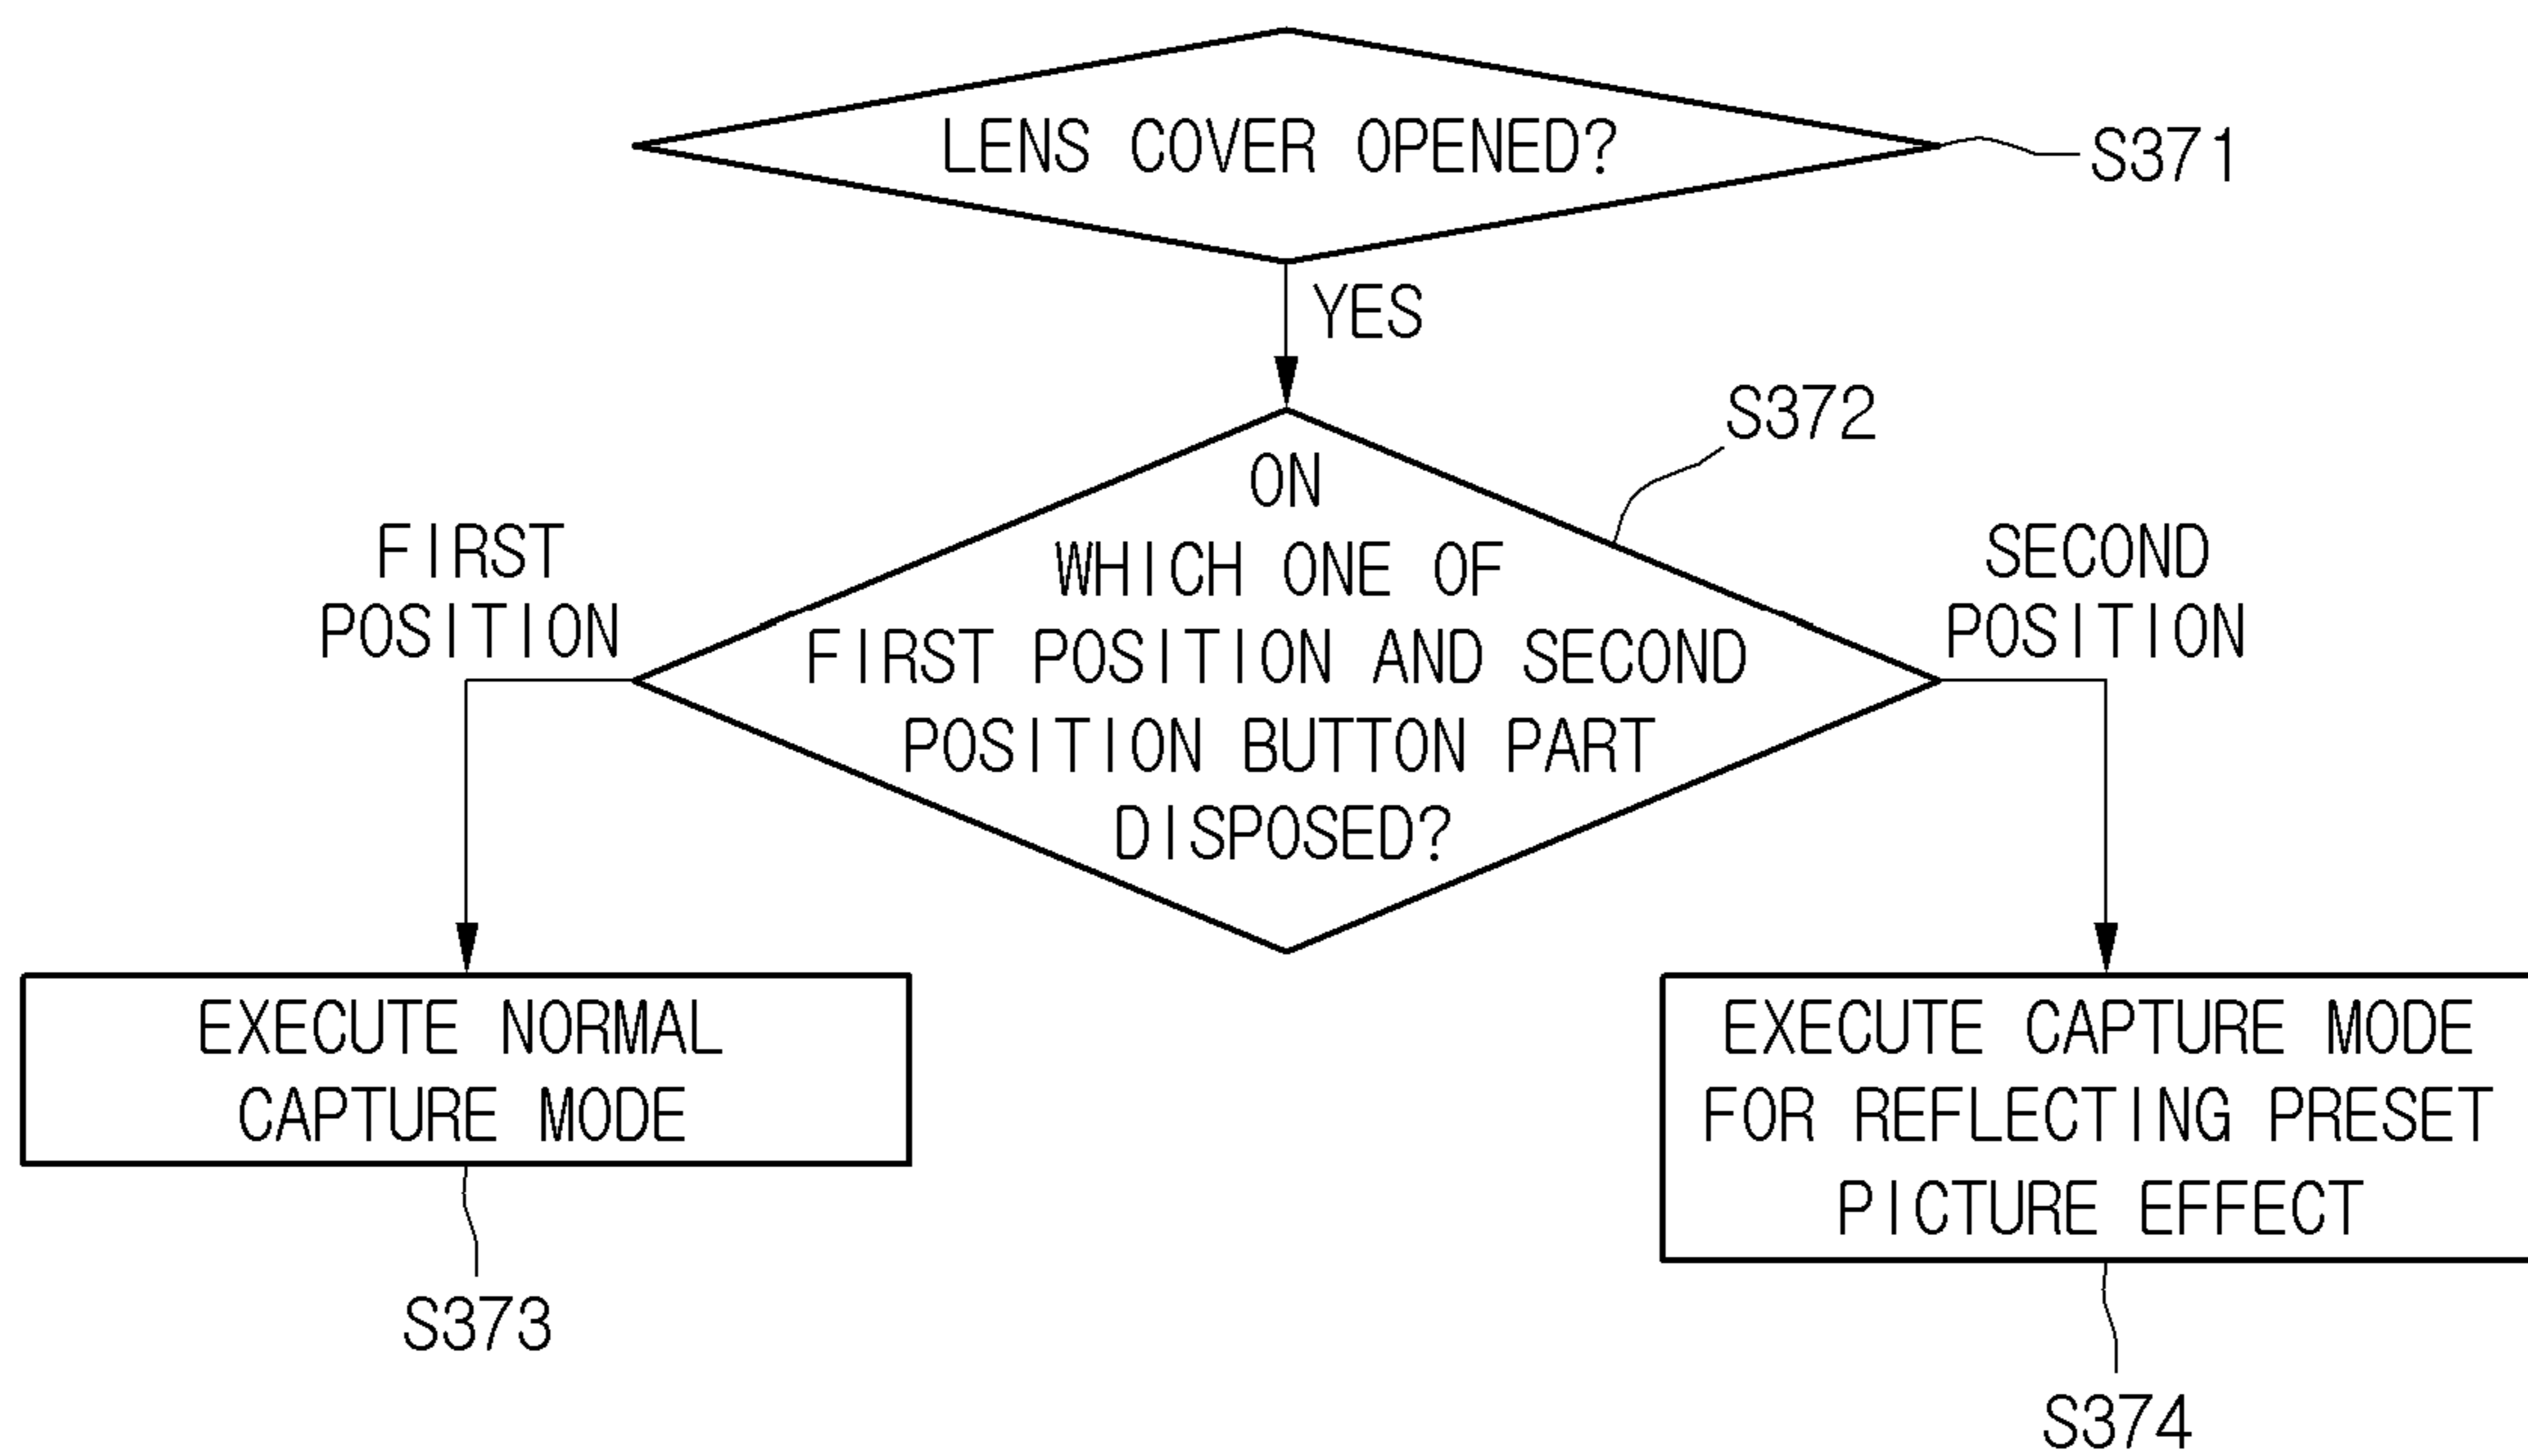 LENS COVER OPENED?
S371
YES
S372
ON
WHICH ONE OF
FIRST POSITION AND SECOND
POSITION BUTTON PART
DISPOSED?
FIRST
POSITION
SECOND
POSITION
EXECUTE NORMAL
CAPTURE MODE
S373
EXECUTE CAPTURE MODE
FOR REFLECTING PRESET
PICTURE EFFECT
S374